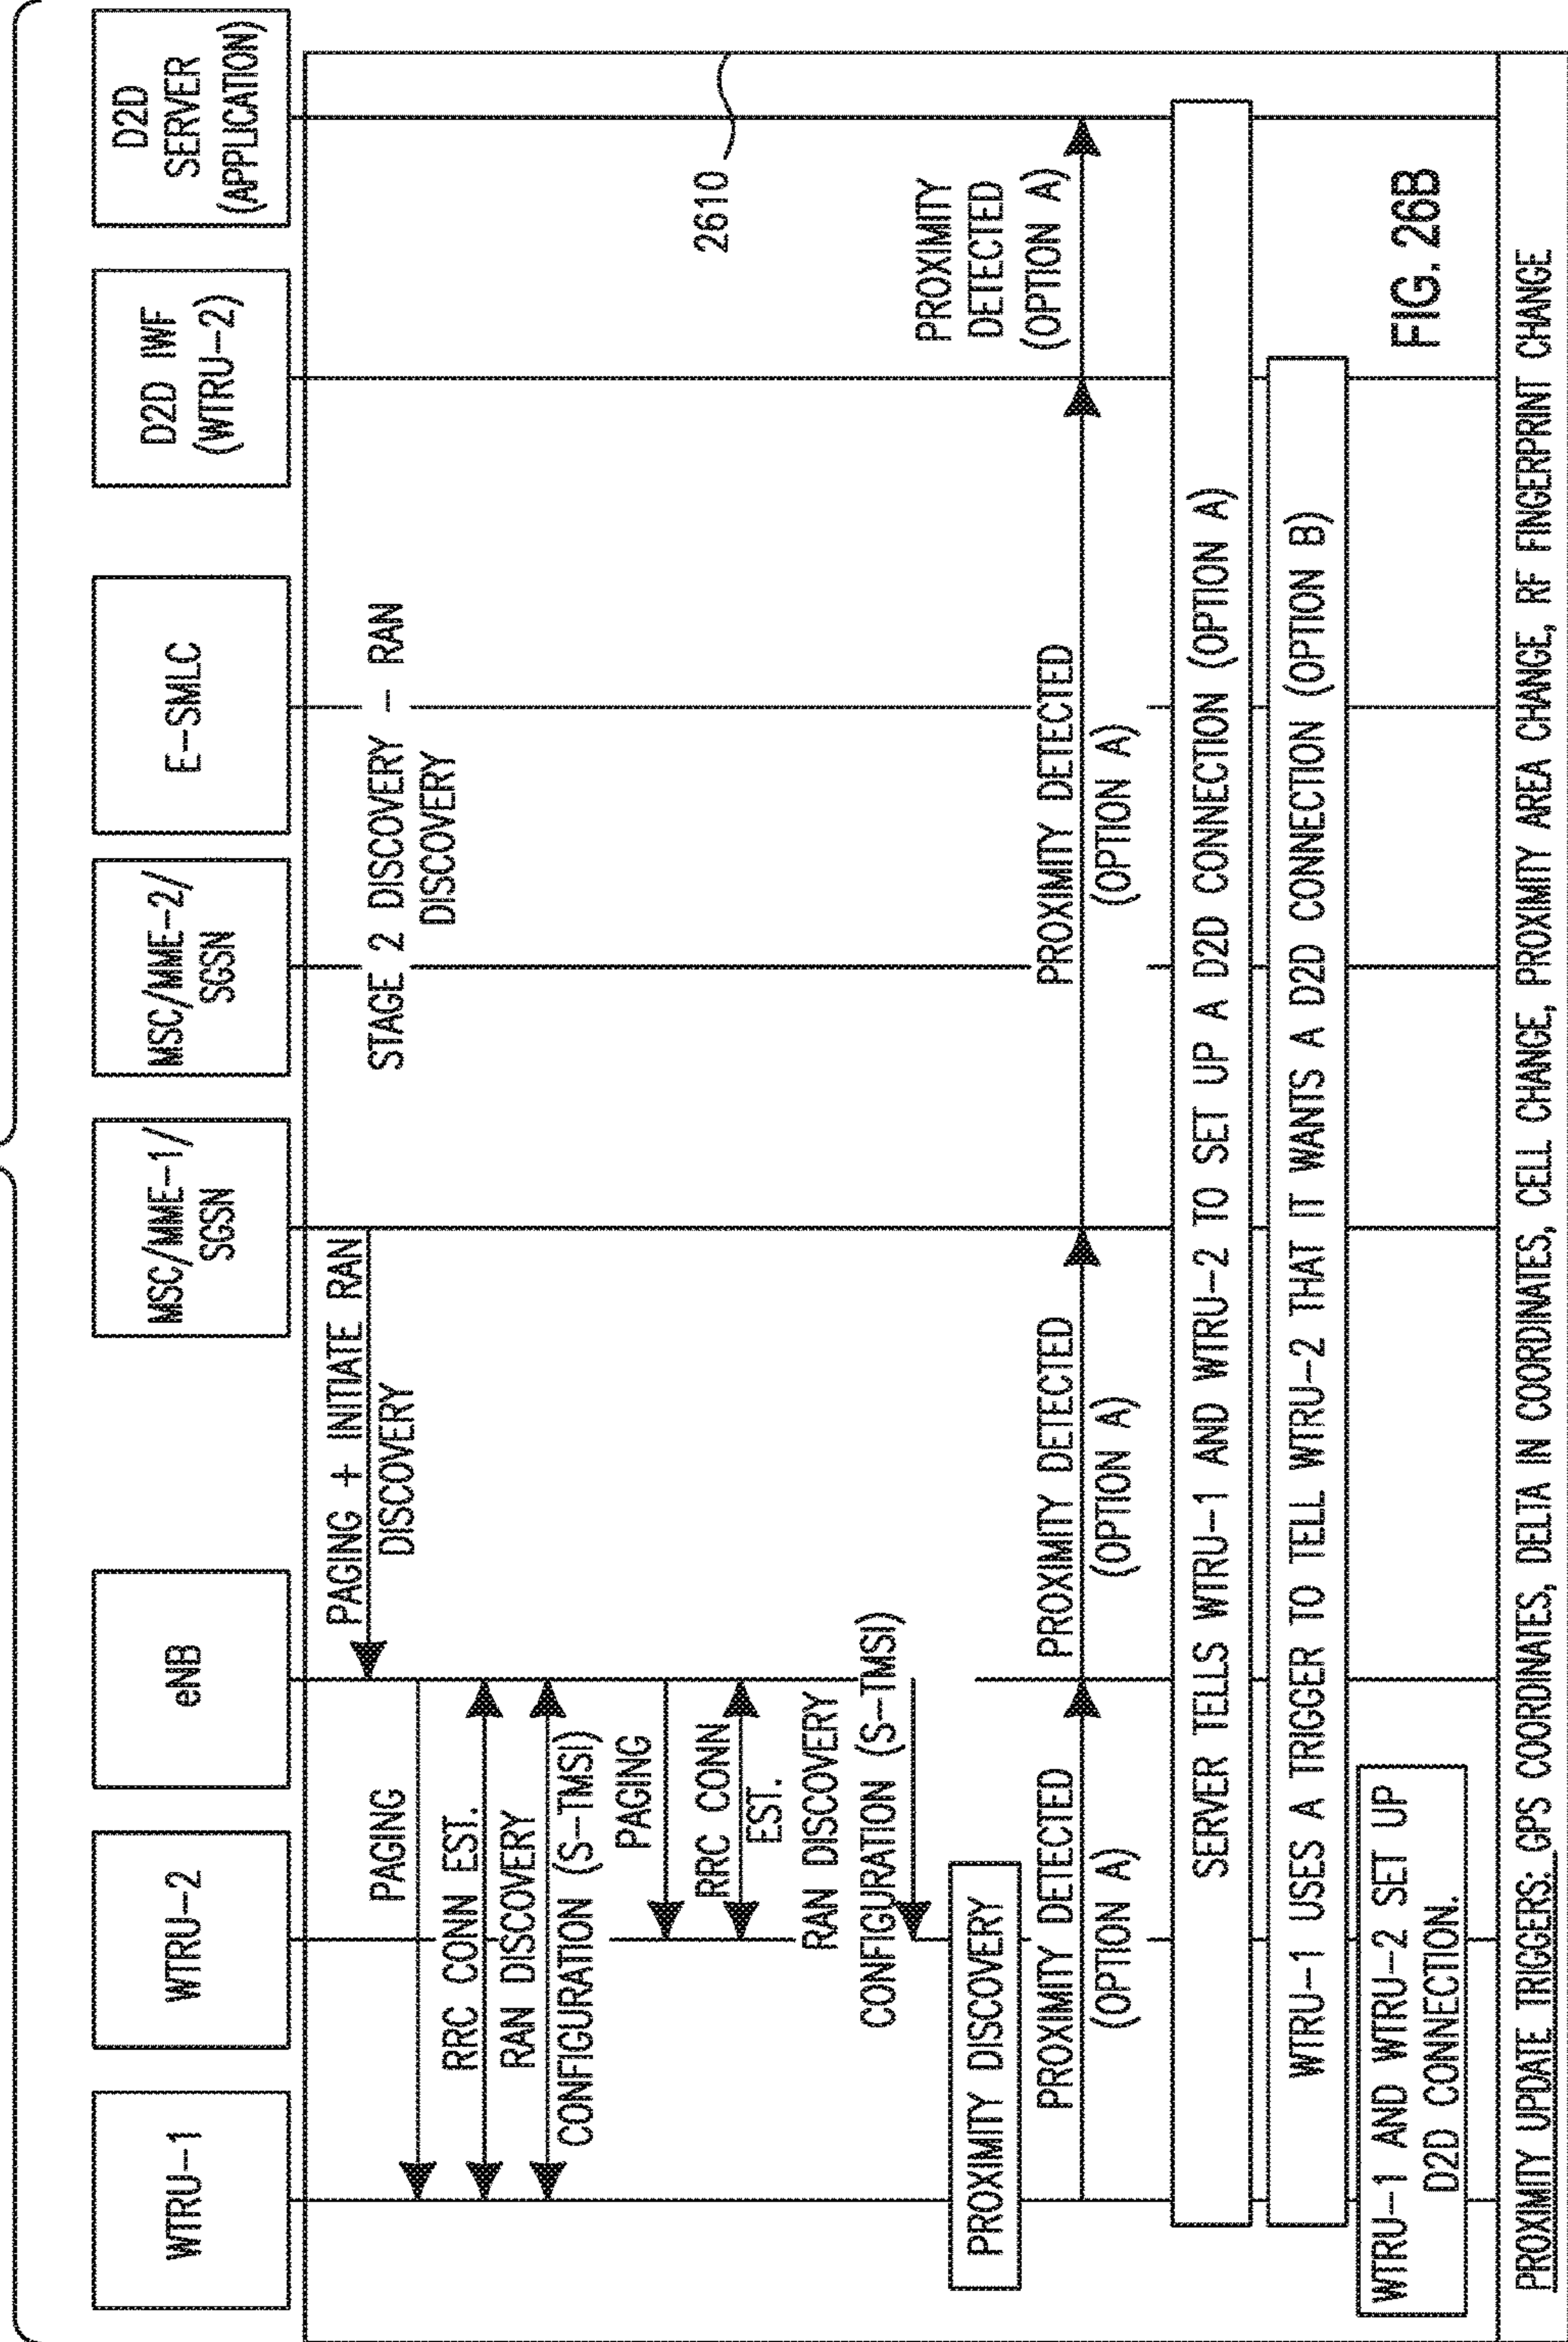 WTRU-1
WTRU-2
eNB
MSC/MME-1/
SGSN
MSC/MME-2/
SGSN
E-SMLC
D2D IWF
(WTRU-2)
D2D
SERVER
(APPLICATION)
PAGING + INITIATE RAN
DISCOVERY
STAGE 2 DISCOVERY - RAN
DISCOVERY
PAGING
RRC CONN EST.
RAN DISCOVERY
CONFIGURATION (S-TMSI)
PAGING
RRC CONN
EST.
2610
RAN DISCOVERY
CONFIGURATION (S-TMSI)
PROXIMITY DISCOVERY
PROXIMITY DETECTED
(OPTION A)
PROXIMITY DETECTED
(OPTION A)
PROXIMITY DETECTED
(OPTION A)
PROXIMITY
DETECTED
(OPTION A)
SERVER TELLS WTRU-1 AND WTRU-2 TO SET UP A D2D CONNECTION (OPTION A)
WTRU-1 USES A TRIGGER TO TELL WTRU-2 THAT IT WANTS A D2D CONNECTION (OPTION B)
WTRU-1 AND WTRU-2 SET UP
D2D CONNECTION.
FIG. 26B
PROXIMITY UPDATE TRIGGERS: GPS COORDINATES, DELTA IN COORDINATES, CELL CHANGE, PROXIMITY AREA CHANGE, RF FINGERPRINT CHANGE